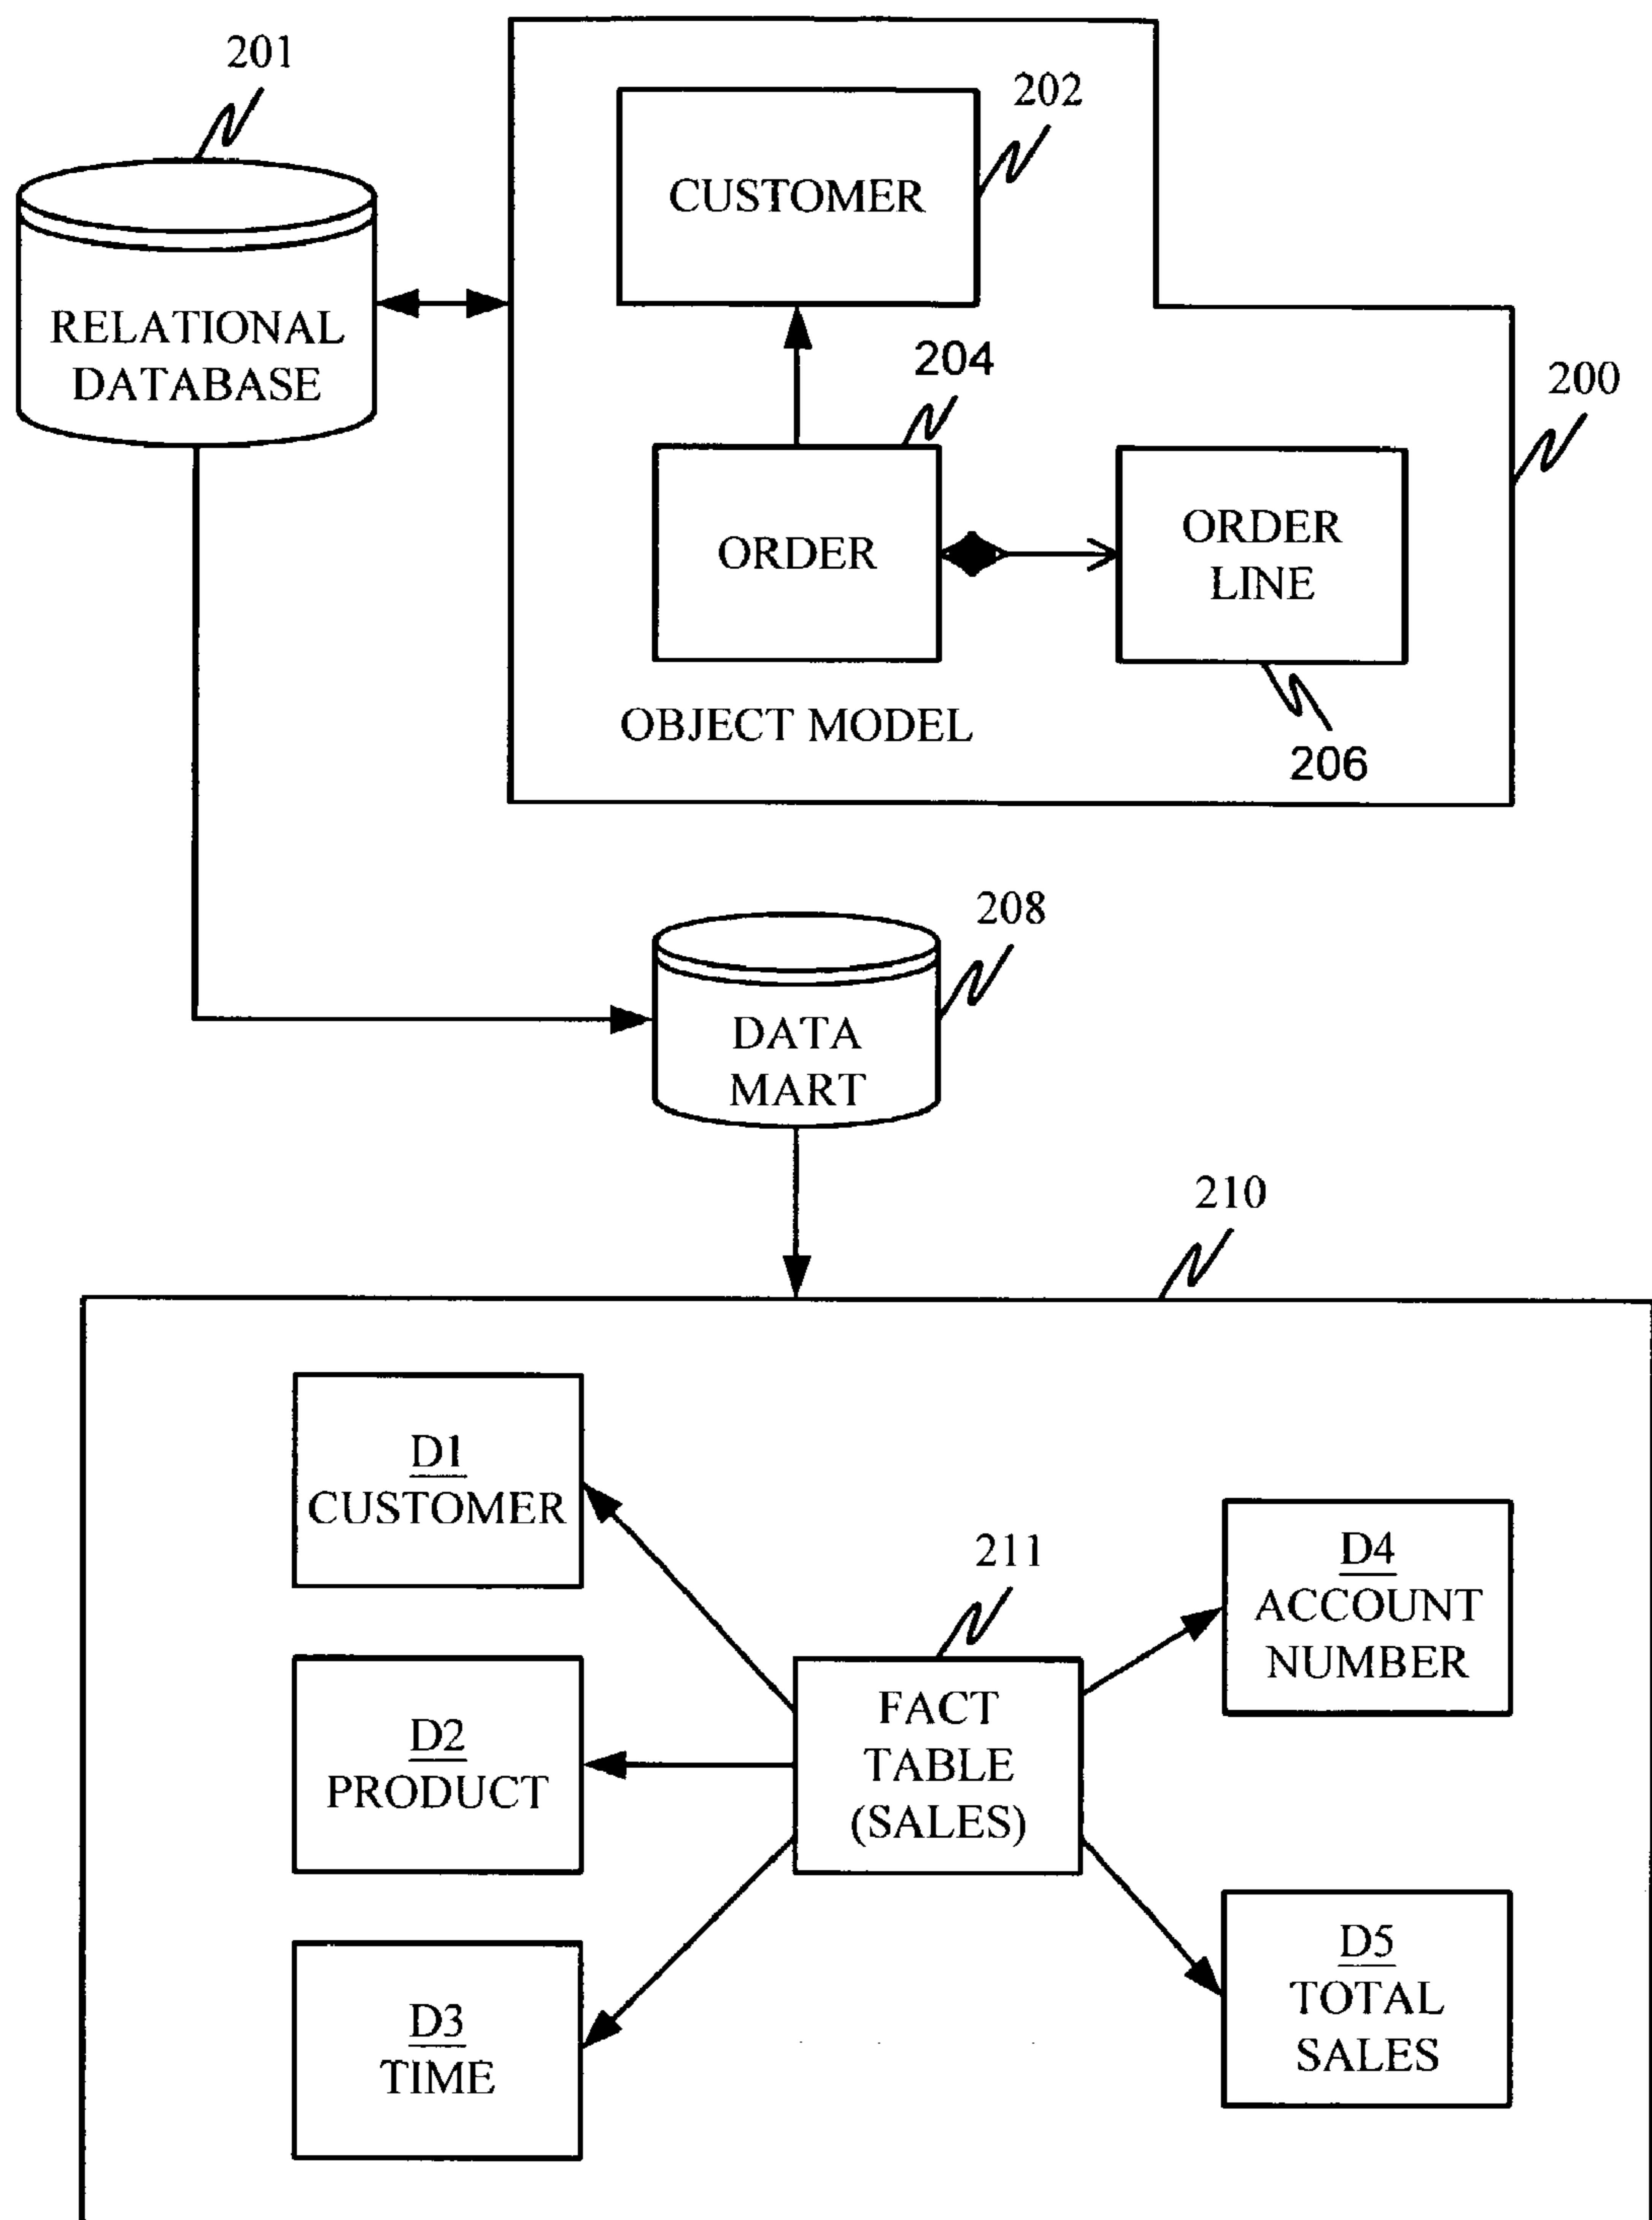 201
202
CUSTOMER
RELATIONAL
DATABASE
204
200
ORDER
ORDER
LINE
OBJECT MODEL
206
208
DATA
MART
210
D1
CUSTOMER
211
D4
ACCOUNT
NUMBER
FACT
TABLE
(SALES)
D2
PRODUCT
D5
TOTAL
SALES
D3
TIME